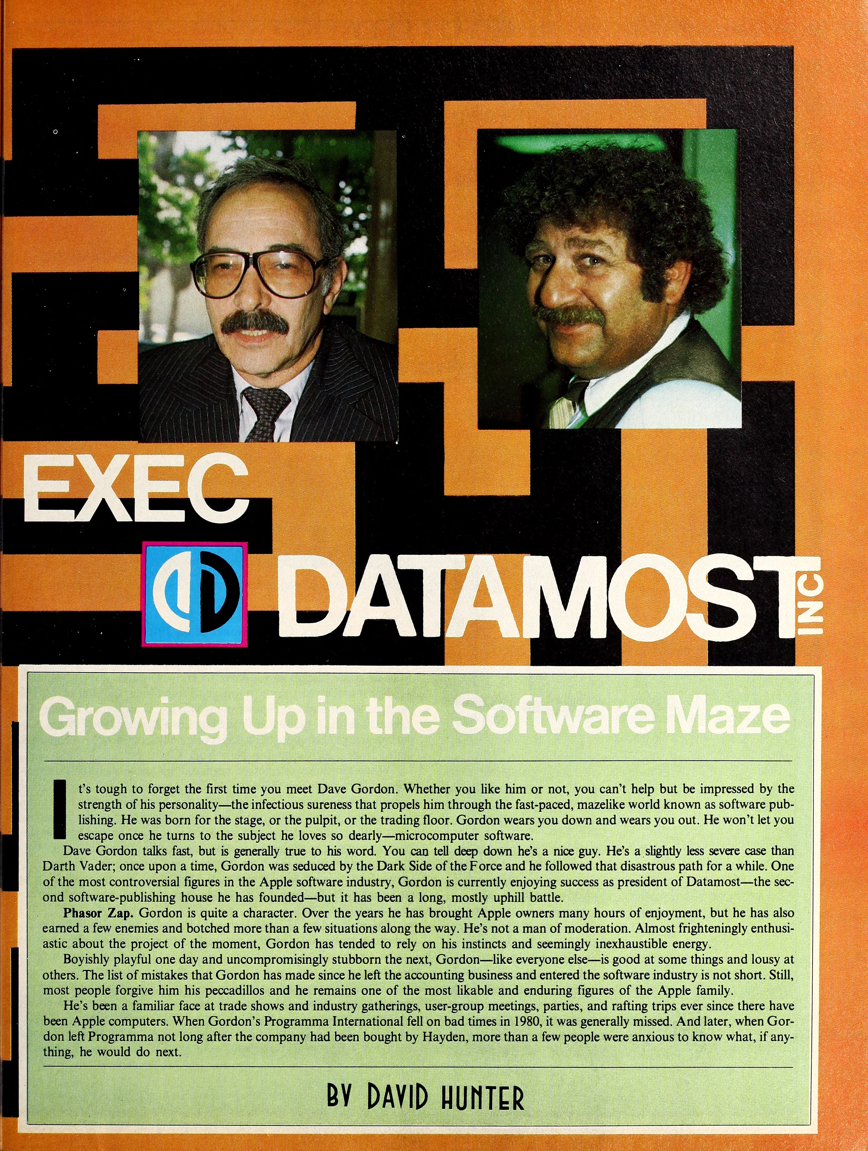 EXEC
DATAMOST INC
Growing Up in the Software Maze
It's tough to forget the first time you meet Dave Gordon. Whether you like him or not, you can't help but be impressed by the
strength of his personality—the infectious sureness that propels him through the fast-paced, mazelike world known as software pub-
lishing. He was born for the stage, or the pulpit, or the trading floor. Gordon wears you down and wears you out. He won't let you
escape once he turns to the subject he loves so dearly—microcomputer software.
Dave Gordon talks fast, but is generally true to his word. You can tell deep down he's a nice guy. He's a slightly less severe case than
Darth Vader; once upon a time, Gordon was seduced by the Dark Side of the Force and he followed that disastrous path for a while. One
of the most controversial figures in the Apple software industry, Gordon is currently enjoying success as president of Datamost—the sec-
ond software-publishing house he has founded—but it has been a long, mostly uphill battle.
Phasor Zap. Gordon is quite a character. Over the years he has brought Apple owners many hours of enjoyment, but he has also
earned a few enemies and botched more than a few situations along the way. He's not a man of moderation. Almost frighteningly enthusi-
astic about the project of the moment, Gordon has tended to rely on his instincts and seemingly inexhaustible energy.
Boyishly playful one day and uncompromisingly stubborn the next, Gordon—like everyone else—is good at some things and lousy at
others. The list of mistakes that Gordon has made since he left the accounting business and entered the software industry is not short. Still,
most people forgive him his peccadillos and he remains one of the most likable and enduring figures of the Apple family.
He's been a familiar face at trade shows and industry gatherings, user-group meetings, parties, and rafting trips ever since there have
been Apple computers. When Gordon's Programma International fell on bad times in 1980, it was generally missed. And later, when Gor-
don left Programma not long after the company had been bought by Hayden, more than a few people were anxious to know what, if any-
thing, he would do next.
BY DAVID HUNTER